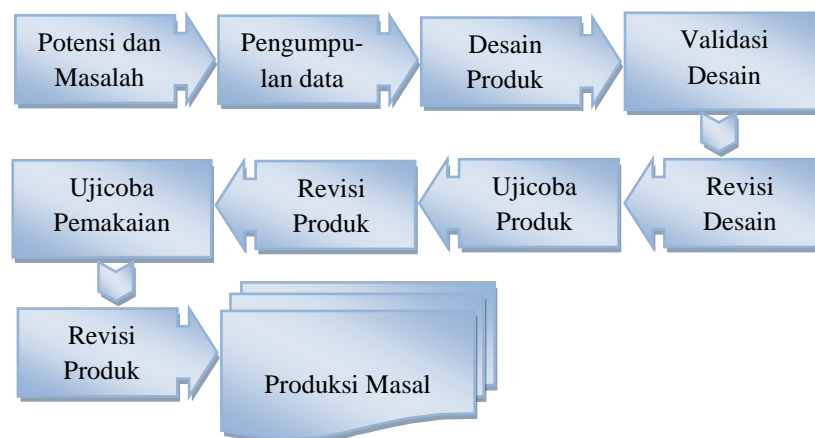 Potensi dan
Masalah
Pengumpu-
lan data
Desain
Produk
Validasi
Desain
Revisi
Desain
Ujicoba
Produk
Revisi
Produk
Ujicoba
Pemakaian
Revisi
Produk
Produksi Masal